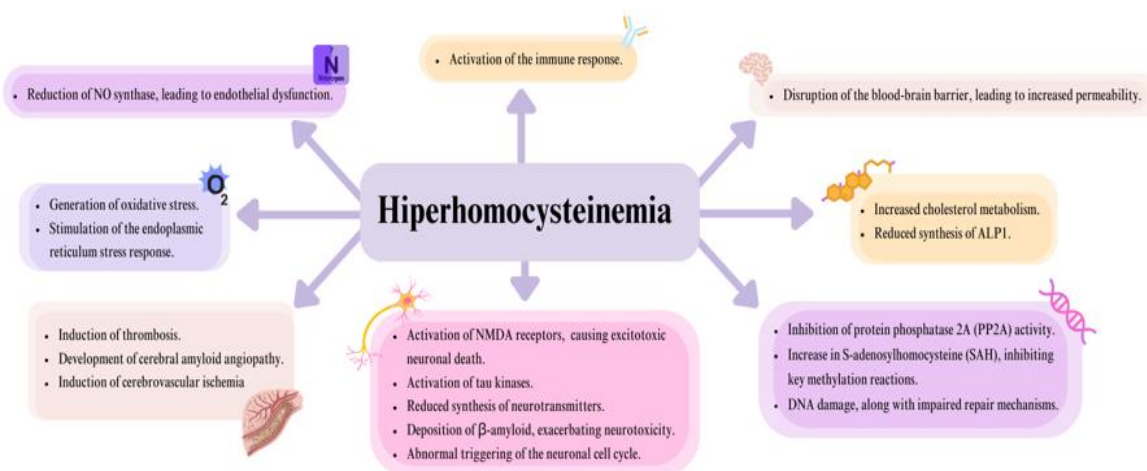 • Activation of the immune response.
N
• Reduction of NO synthase, leading to endothelial dysfunction.
• Disruption of the blood-brain barrier, leading to increased permeability.
Hiperhomocysteinemia
O2
• Generation of oxidative stress.
• Stimulation of the endoplasmic
reticulum stress response.
• Increased cholesterol metabolism.
• Reduced synthesis of ALP1.
• Induction of thrombosis.
• Development of cerebral amyloid angiopathy.
• Induction of cerebrovascular ischemia
• Activation of NMDA receptors, causing excitotoxic
neuronal death.
• Activation of tau kinases.
• Reduced synthesis of neurotransmitters.
• Deposition of β-amyloid, exacerbating neurotoxicity.
• Abnormal triggering of the neuronal cell cycle.
• Inhibition of protein phosphatase 2A (PP2A) activity.
• Increase in S-adenosylhomocysteine (SAH), inhibiting
key methylation reactions.
• DNA damage, along with impaired repair mechanisms.